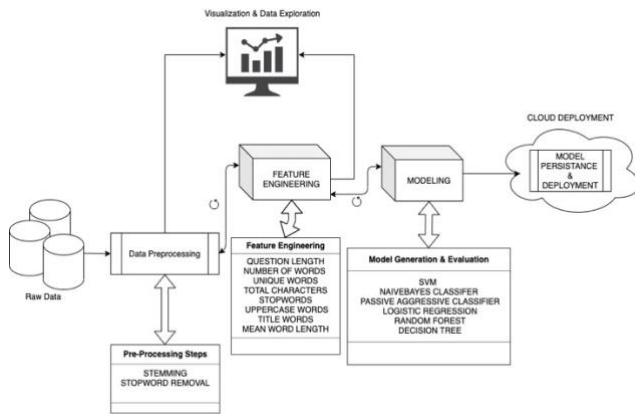 Visualization & Data Exploration
CLOUD DEPLOYMENT
MODEL
PERSISTANCE
&
DEPLOYMENT
FEATURE
ENGINEERING
MODELING
Data Preprocessing
Raw Data
Feature Engineering
QUESTION LENGTH
NUMBER OF WORDS
UNIQUE WORDS
TOTAL CHARACTERS
STOPWORDS
UPPERCASE WORDS
TITLE WORDS
MEAN WORD LENGTH
Model Generation & Evaluation
SVM
NAIVEBAYES CLASSIFER
PASSIVE AGGRESSIVE CLASSIFIER
LOGISTIC REGRESSION
RANDOM FOREST
DECISION TREE
Pre-Processing Steps
STEMMING
STOPWORD REMOVAL